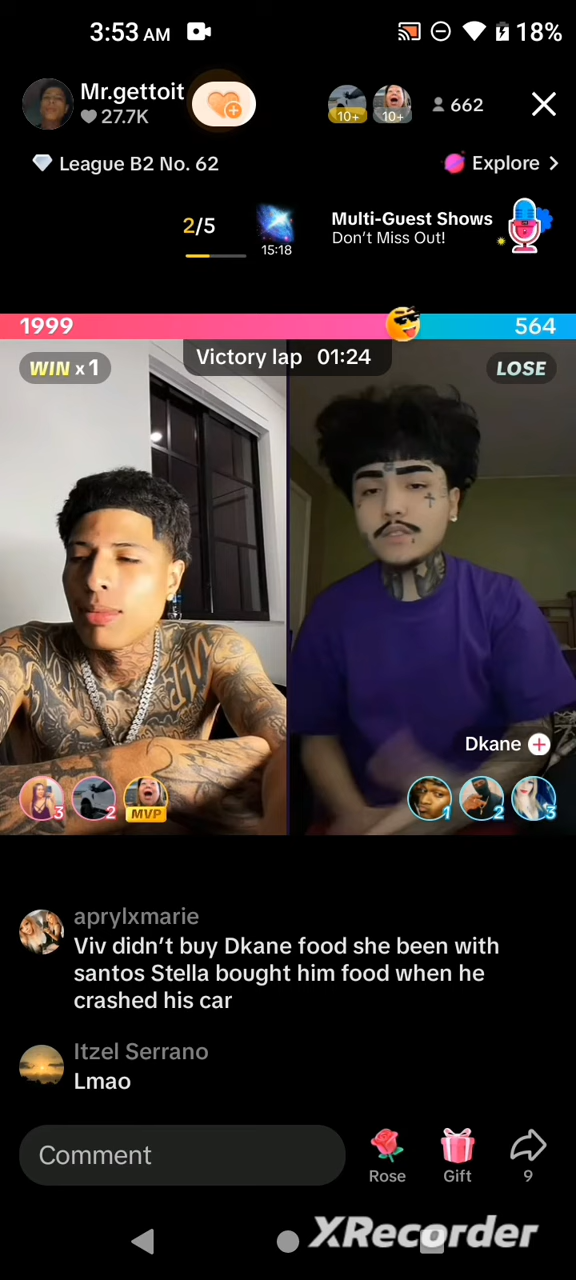 3:53 AM
18%
Mr.gettoit
27.7K
10+
10+
662
League B2 No. 62
Explore >
2/5
15:18
Multi-Guest Shows
Don't Miss Out!
1999
564
WIN x 1
Victory lap 01:24
LOSE
Dkane
3
2
MVP
1
2
3
aprylxmarie
Viv didn't buy Dkane food she been with
santos Stella bought him food when he
crashed his car
Itzel Serrano
Lmao
Comment
Rose
Gift
9
XRecorder